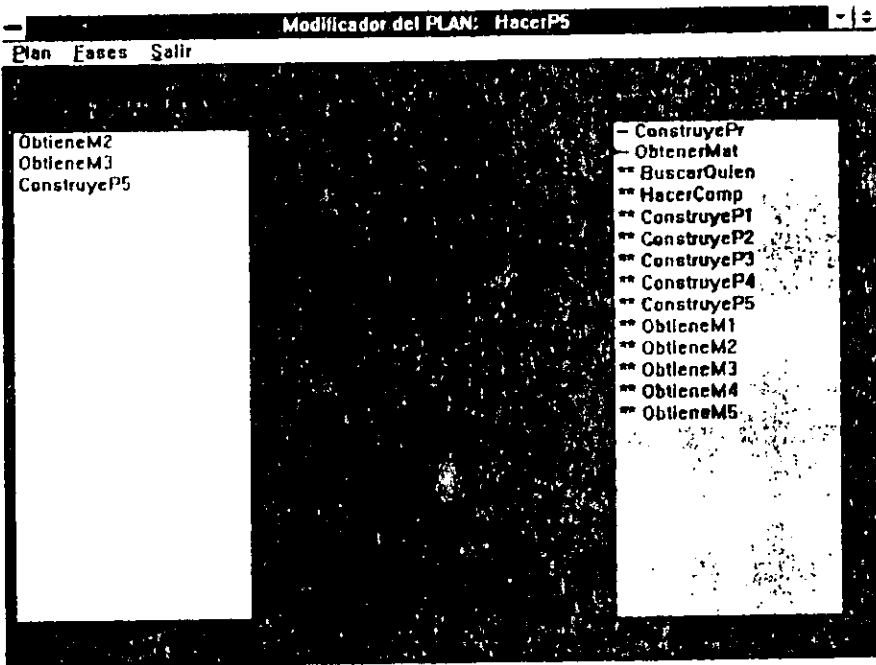 Modificador del PLAN: HacerP5
Plan Fases Salir
ObtieneM2
ObtieneM3
ConstruyeP5
– ConstruyePr
– ObtenerMat
** BuscarQuien
** HacerComp
** ConstruyeP1
** ConstruyeP2
** ConstruyeP3
** ConstruyeP4
** ConstruyeP5
** ObtieneM1
** ObtieneM2
** ObtieneM3
** ObtieneM4
** ObtieneM5